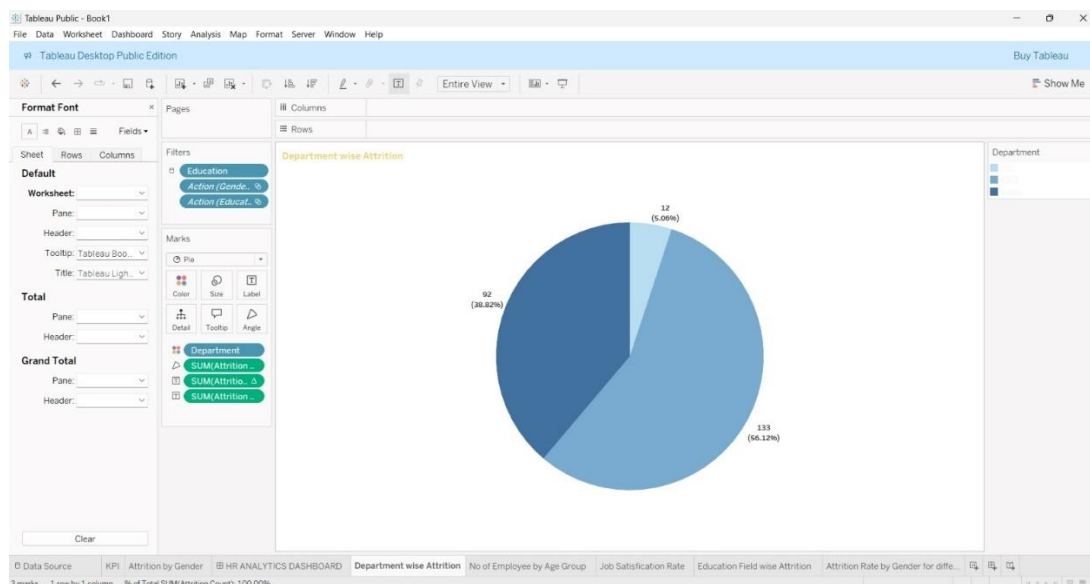 Tableau Public - Book1
File Data Worksheet Dashboard Story Analysis Map Format Server Window Help
Tableau Desktop Public Edition
Buy Tableau
Entire View
Show Me
Format Font
Fields
Sheet Rows Columns
Default
Worksheet:
Pane:
Header:
Tooltip: Tableau Boo...
Title: Tableau Ligh...
Total
Pane:
Header:
Grand Total
Pane:
Header:
Clear
Pages
Filters
Education
Action (Gende..
Action (Educat..
Marks
Pie
Color Size Label
Detail Tooltip Angle
Department
SUM(Attrition ..
SUM(Attritio.. Δ
SUM(Attrition ..
Columns
Rows
Department wise Attrition
12
(5.06%)
92
(38.82%)
133
(56.12%)
Department
Data Source KPI Attrition by Gender HR ANALYTICS DASHBOARD Department wise Attrition No of Employee by Age Group Job Satisfication Rate Education Field wise Attrition Attrition Rate by Gender for diffe...
3 marks 1 row by 1 column % of Total SUM(Attrition Count): 100.00%